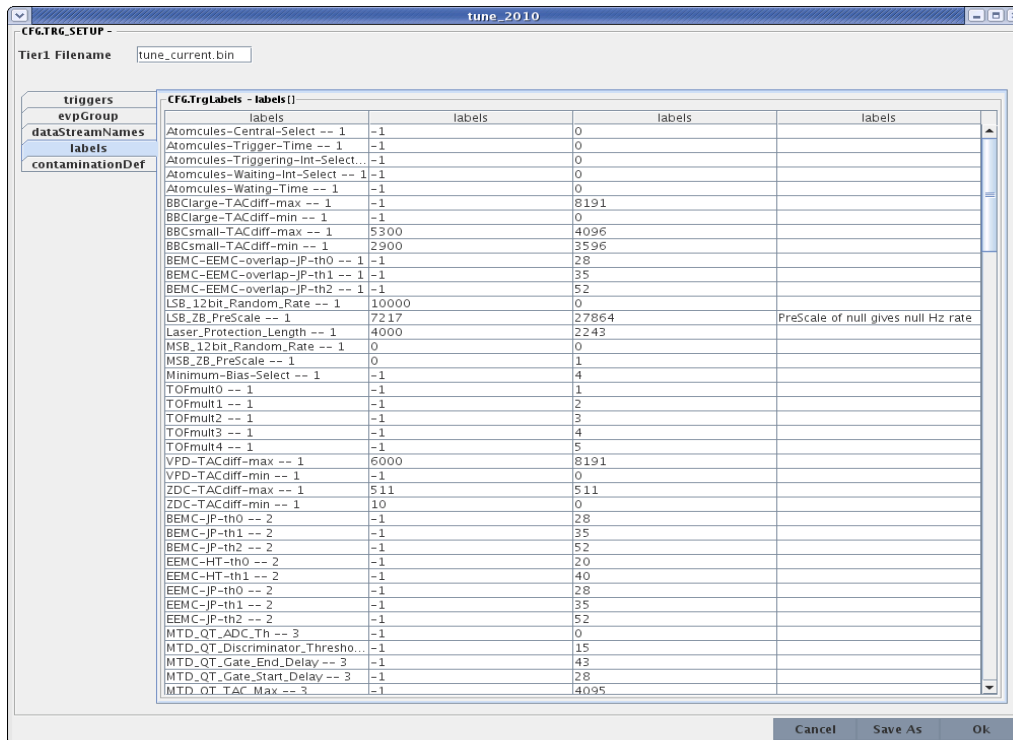 tune_2010
CFG.TRG_SETUP -
Tier1 Filename tune_current.bin
triggers
evpGroup
dataStreamNames
labels
contaminationDef
CFG.TrgLabels - labels[]
labels labels labels labels
Atomcules-Central-Select -- 1 -1 0
Atomcules-Trigger-Time -- 1 -1 0
Atomcules-Triggering-Int-Select... -1 0
Atomcules-Waiting-Int-Select -- 1 -1 0
Atomcules-Wating-Time -- 1 -1 0
BBClarge-TACdiff-max -- 1 -1 8191
BBClarge-TACdiff-min -- 1 -1 0
BBCsmall-TACdiff-max -- 1 5300 4096
BBCsmall-TACdiff-min -- 1 2900 3596
BEMC-EEMC-overlap-JP-th0 -- 1 -1 28
BEMC-EEMC-overlap-JP-th1 -- 1 -1 35
BEMC-EEMC-overlap-JP-th2 -- 1 -1 52
LSB_12bit_Random_Rate -- 1 10000 0
LSB_ZB_PreScale -- 1 7217 27864 PreScale of null gives null Hz rate
Laser_Protection_Length -- 1 4000 2243
MSB_12bit_Random_Rate -- 1 0 0
MSB_ZB_PreScale -- 1 0 1
Minimum-Bias-Select -- 1 -1 4
TOFmult0 -- 1 -1 1
TOFmult1 -- 1 -1 2
TOFmult2 -- 1 -1 3
TOFmult3 -- 1 -1 4
TOFmult4 -- 1 -1 5
VPD-TACdiff-max -- 1 6000 8191
VPD-TACdiff-min -- 1 -1 0
ZDC-TACdiff-max -- 1 511 511
ZDC-TACdiff-min -- 1 10 0
BEMC-JP-th0 -- 2 -1 28
BEMC-JP-th1 -- 2 -1 35
BEMC-JP-th2 -- 2 -1 52
EEMC-HT-th0 -- 2 -1 20
EEMC-HT-th1 -- 2 -1 40
EEMC-JP-th0 -- 2 -1 28
EEMC-JP-th1 -- 2 -1 35
EEMC-JP-th2 -- 2 -1 52
MTD_QT_ADC_Th -- 3 -1 0
MTD_QT_Discriminator_Thresho... -1 15
MTD_QT_Gate_End_Delay -- 3 -1 43
MTD_QT_Gate_Start_Delay -- 3 -1 28
MTD_QT_TAC_Max -- 3 -1 4095
Cancel Save As Ok